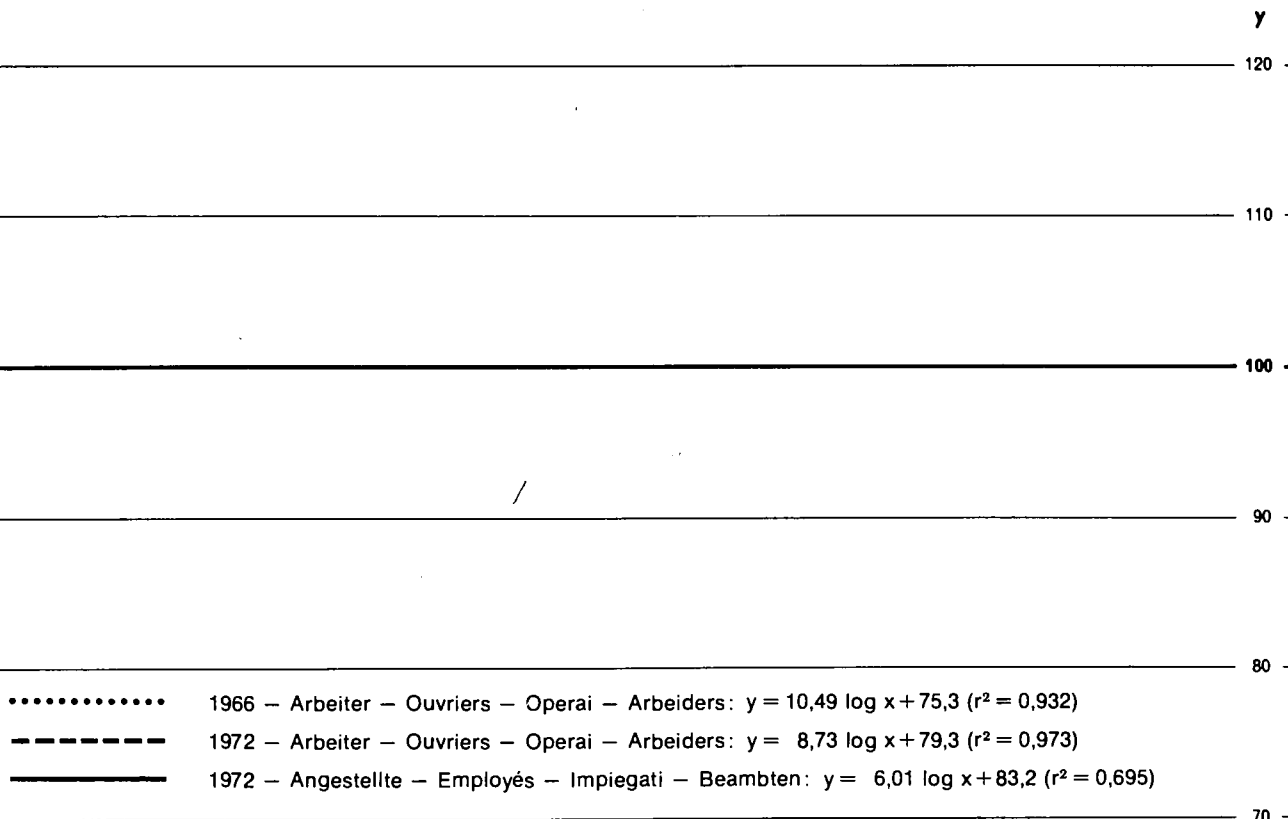 y
120
110
100
90
80
1966 – Arbeiter – Ouvriers – Operai – Arbeiders: y = 10,49 log x + 75,3 (r² = 0,932)
1972 – Arbeiter – Ouvriers – Operai – Arbeiders: y = 8,73 log x + 79,3 (r² = 0,973)
1972 – Angestellte – Employés – Impiegati – Beambten: y = 6,01 log x + 83,2 (r² = 0,695)
70